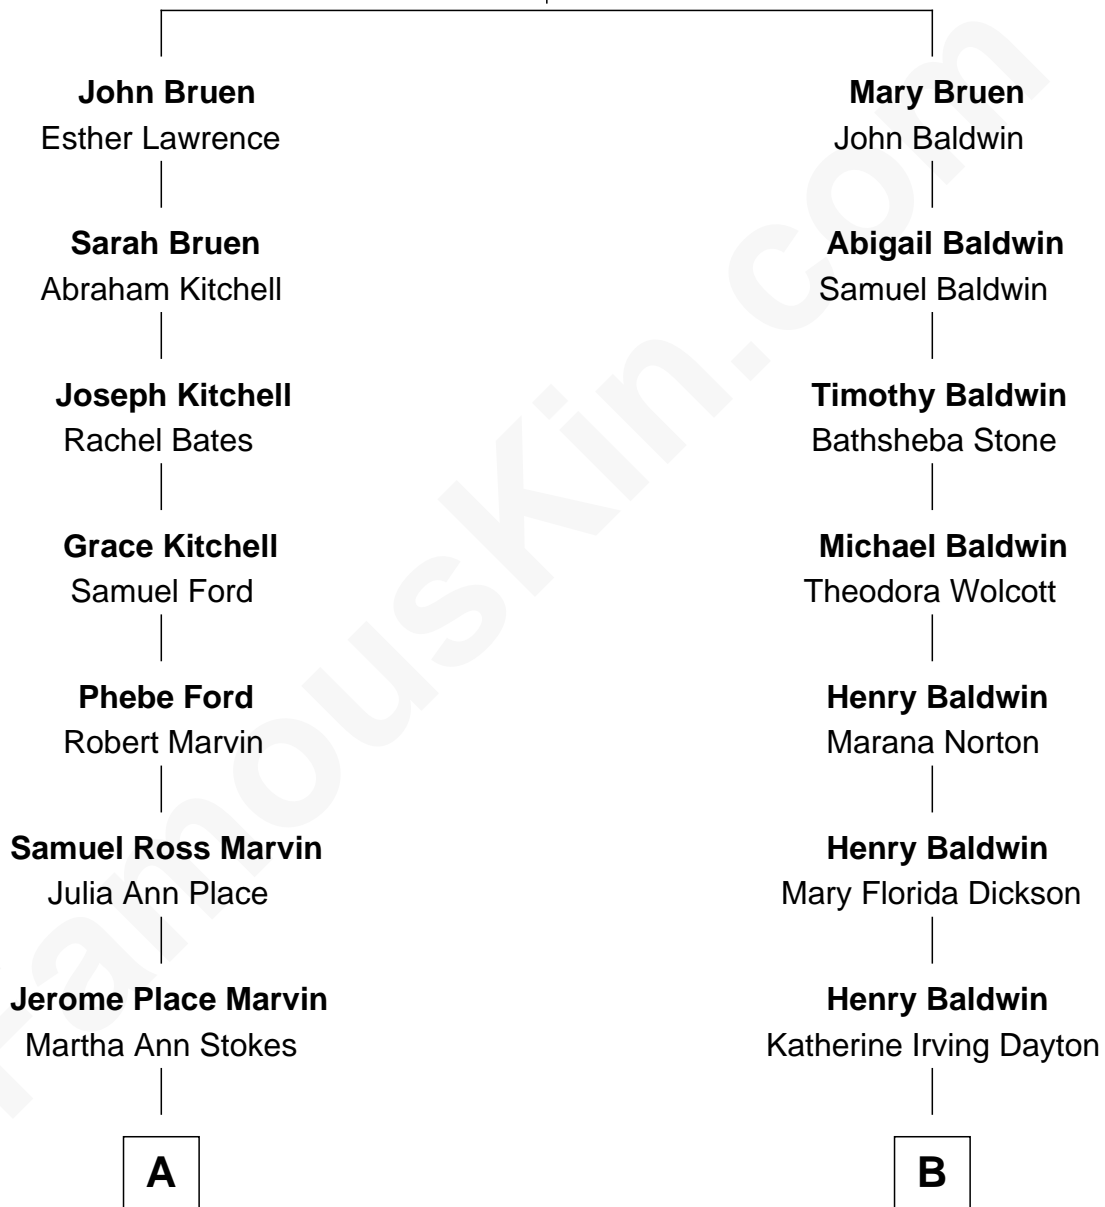 John Bruen
Esther Lawrence
Mary Bruen
John Baldwin
Sarah Bruen
Abraham Kitchell
Abigail Baldwin
Samuel Baldwin
Joseph Kitchell
Rachel Bates
Timothy Baldwin
Bathsheba Stone
Grace Kitchell
Samuel Ford
Michael Baldwin
Theodora Wolcott
Phebe Ford
Robert Marvin
Henry Baldwin
Marana Norton
Samuel Ross Marvin
Julia Ann Place
Henry Baldwin
Mary Florida Dickson
Jerome Place Marvin
Martha Ann Stokes
Henry Baldwin
Katherine Irving Dayton
A
B
FamousKin.com